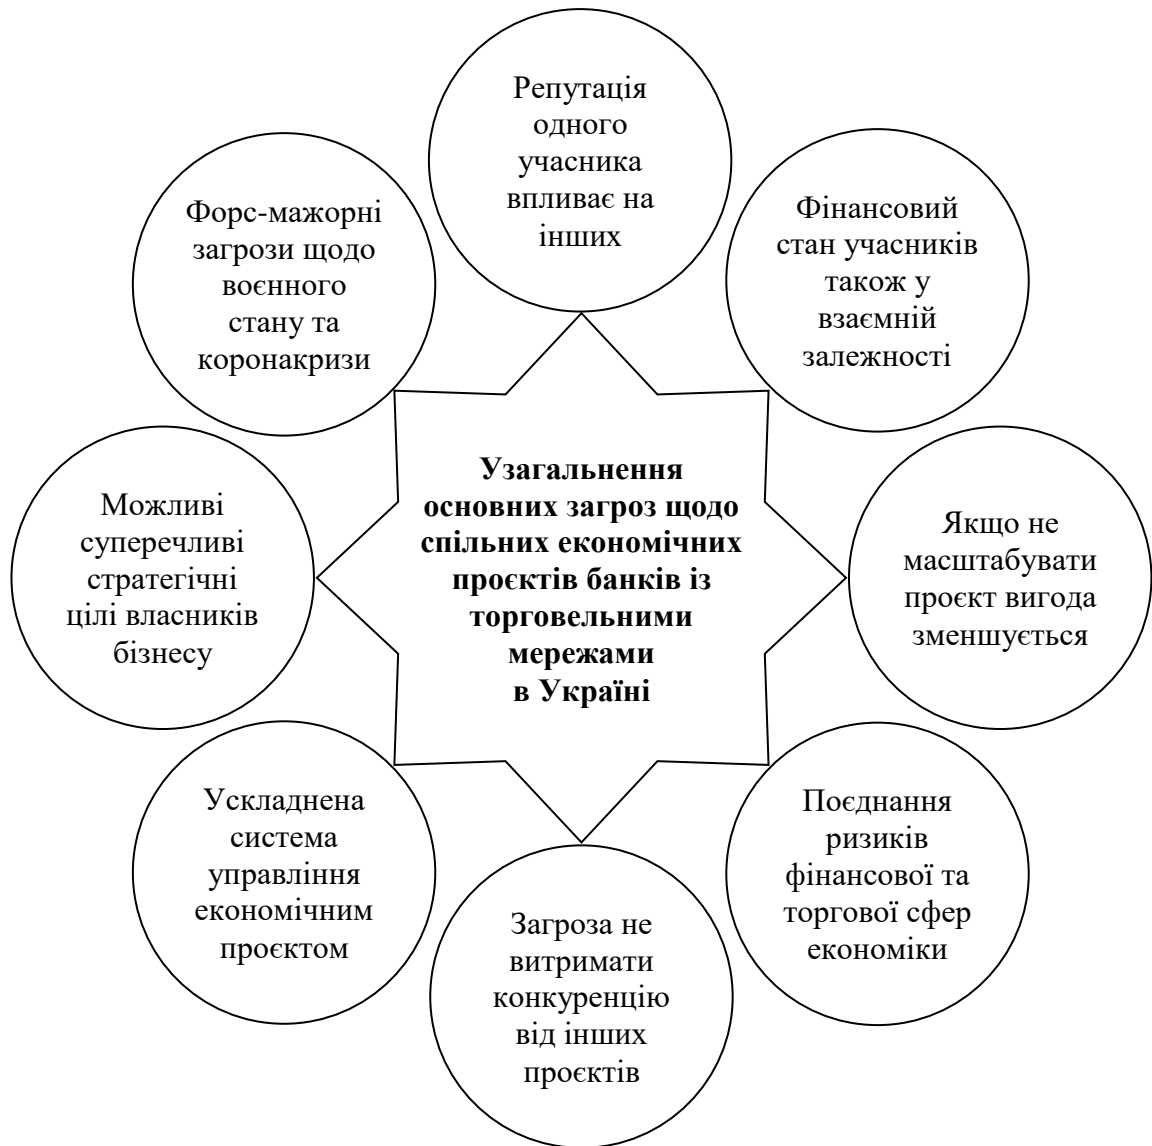 Репутація
одного
учасника
впливає на
інших
Фінансовий
стан учасників
також у
взаємній
залежності
Якщо не
масштабувати
проєкт вигода
зменшується
Поєднання
ризиків
фінансової та
торгової сфер
економіки
Загроза не
витримати
конкуренцію
від інших
проєктів
Ускладнена
система
управління
економічним
проєктом
Можливі
суперечливі
стратегічні
цілі власників
бізнесу
Форс-мажорні
загрози щодо
воєнного
стану та
коронакризи
Узагальнення
основних загроз щодо
спільних економічних
проєктів банків із
торговельними
мережами
в Україні